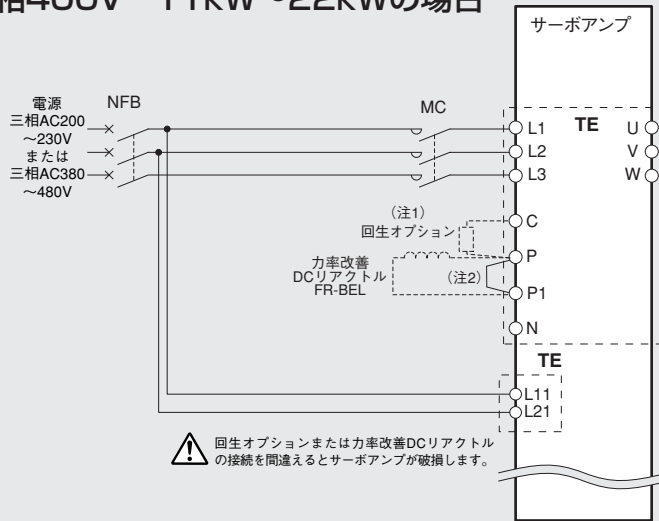 相400V 11kW~22kWの場合
サーボアンプ
電源
三相AC200
～230V
または
三相AC380
～480V
NFB
MC
L1
L2
L3
TE
U
V
W
(注1)
回生オプション
C
P
力率改善
DCリアクトル
FR-BEL
(注2)
P1
N
TE
L11
L21
回生オプションまたは力率改善DCリアクトル
の接続を間違えるとサーボアンプが破損します。